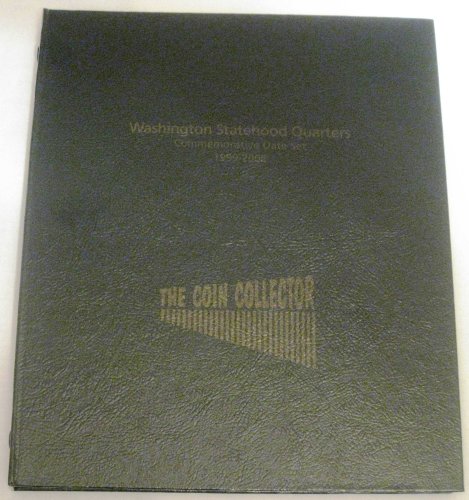 Washington Statehood Quarters
Commemorative Date Set
1999-2008
THE COIN COLLECTOR